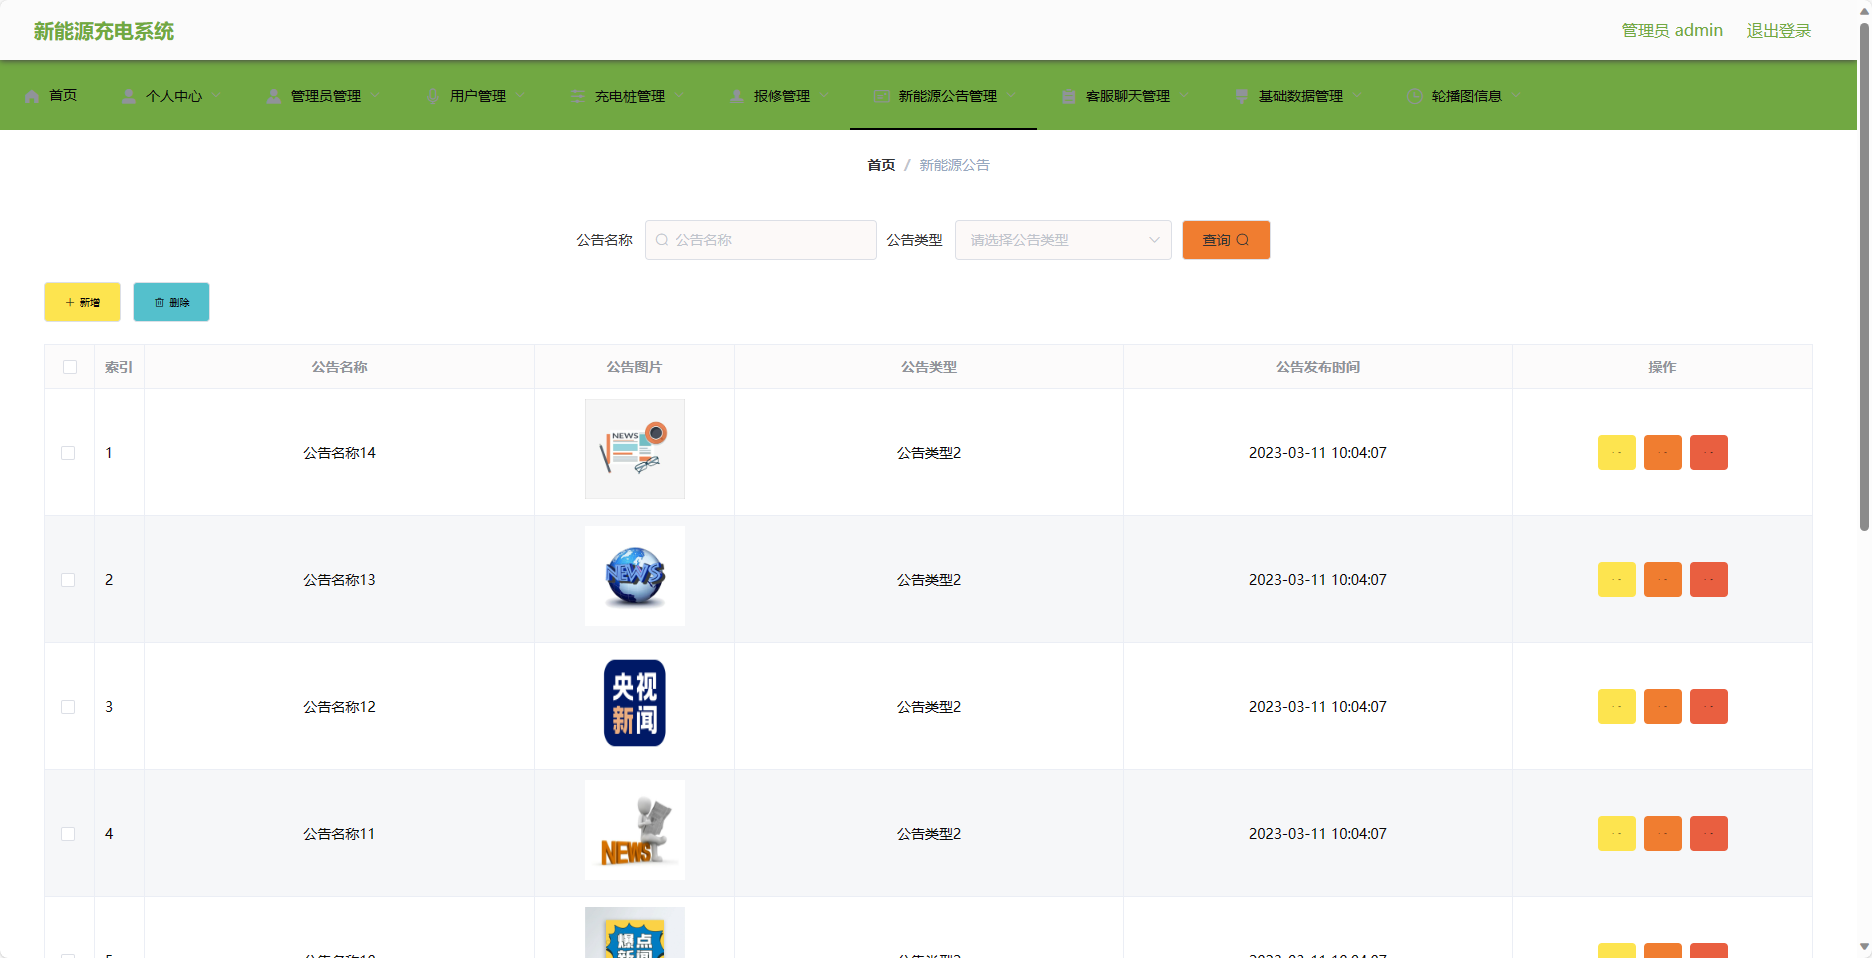 新能源充电系统
管理员 admin 退出登录
首页 个人中心 管理员管理 用户管理 充电桩管理 报修管理 新能源公告管理 客服聊天管理 基础数据管理 轮播图信息
首页 / 新能源公告
公告名称 公告名称 公告类型 请选择公告类型 查询
+ 新增 删除
索引 公告名称 公告图片 公告类型 公告发布时间 操作
1 公告名称14 NEWS 公告类型2 2023-03-11 10:04:07
2 公告名称13 NEWS 公告类型2 2023-03-11 10:04:07
3 公告名称12 央视新闻 公告类型2 2023-03-11 10:04:07
4 公告名称11 NEWS 公告类型2 2023-03-11 10:04:07
爆点
新闻